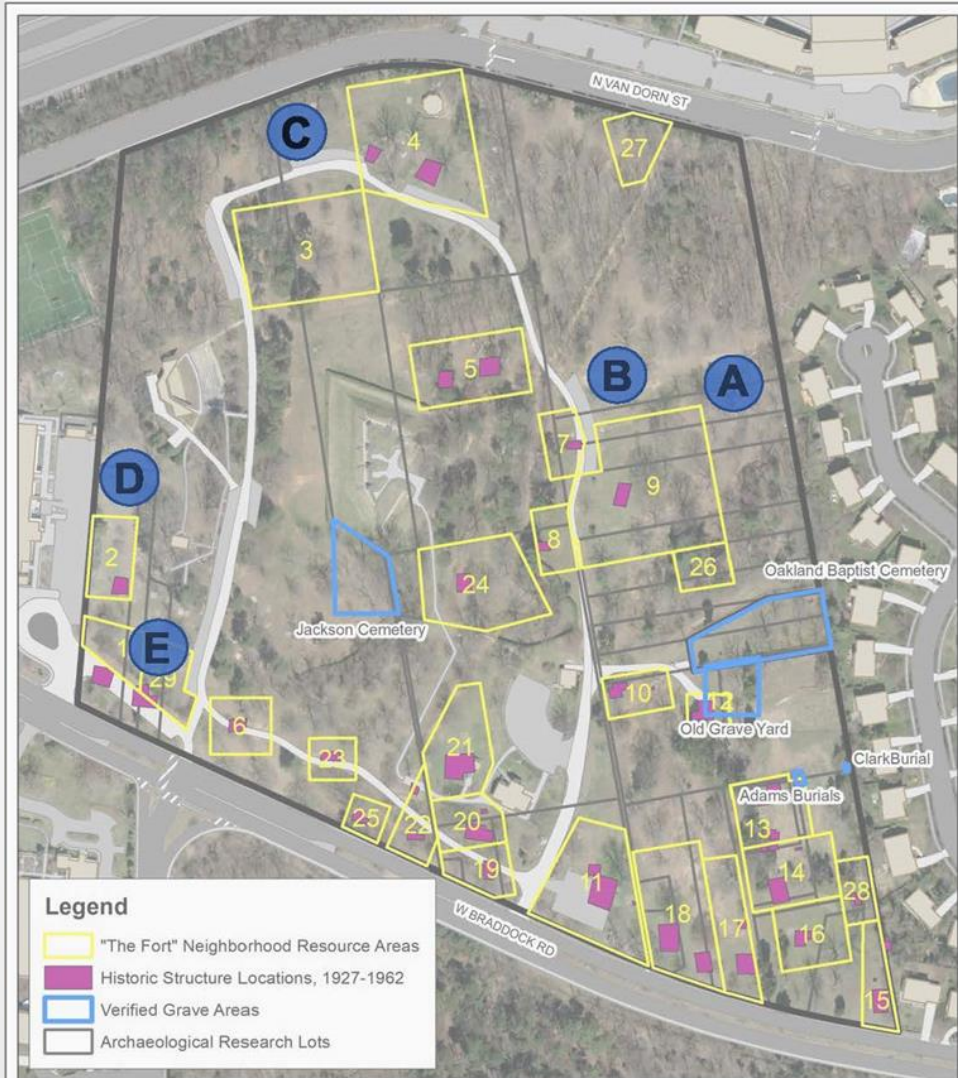 N VAN DORN ST
C
4
27
3
5
B
A
7
9
D
2
8
24
26
Oakland Baptist Cemetery
Jackson Cemetery
E
29
10
12
6
Old Grave Yard
23
21
ClarkBurial
Adams Burials
25
22
20
13
19
11
14
28
18
17
16
15
W BRADDOCK RD
Legend
"The Fort" Neighborhood Resource Areas
Historic Structure Locations, 1927-1962
Verified Grave Areas
Archaeological Research Lots